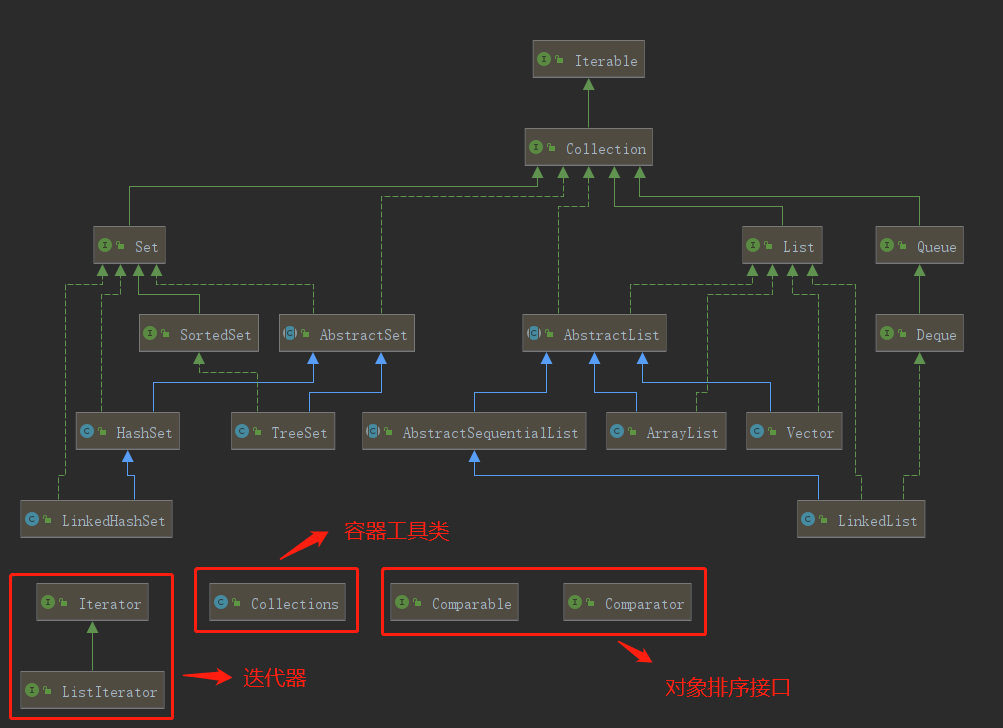 Iterable
Collection
Set
List
Queue
SortedSet
AbstractSet
AbstractList
Deque
HashSet
TreeSet
AbstractSequentialList
ArrayList
Vector
LinkedHashSet
LinkedList
容器工具类
Iterator
Collections
Comparable
Comparator
ListIterator
迭代器
对象排序接口